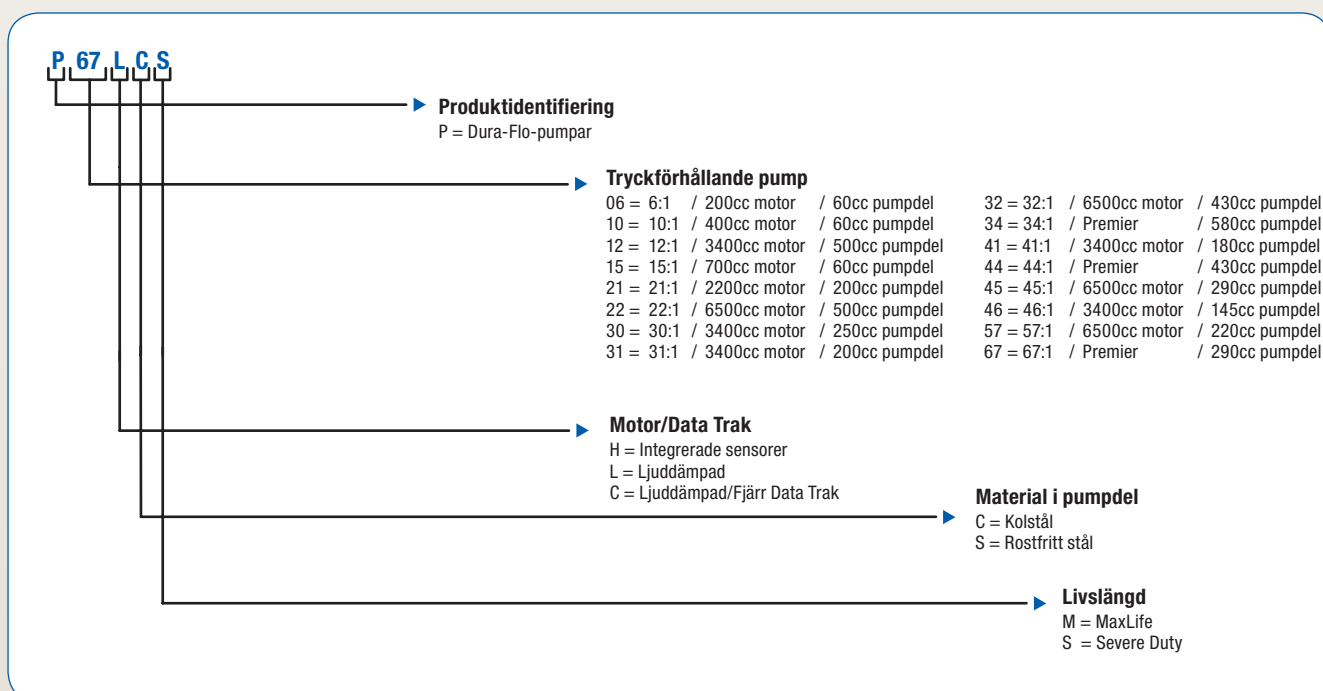 P 67 L C S
Produktidentifiering
P = Dura-Flo-pumpar
Tryckförhållande pump
06 = 6:1 / 200cc motor / 60cc pumpdel
10 = 10:1 / 400cc motor / 60cc pumpdel
12 = 12:1 / 3400cc motor / 500cc pumpdel
15 = 15:1 / 700cc motor / 60cc pumpdel
21 = 21:1 / 2200cc motor / 200cc pumpdel
22 = 22:1 / 6500cc motor / 500cc pumpdel
30 = 30:1 / 3400cc motor / 250cc pumpdel
31 = 31:1 / 3400cc motor / 200cc pumpdel
32 = 32:1 / 6500cc motor / 430cc pumpdel
34 = 34:1 / Premier / 580cc pumpdel
41 = 41:1 / 3400cc motor / 180cc pumpdel
44 = 44:1 / Premier / 430cc pumpdel
45 = 45:1 / 6500cc motor / 290cc pumpdel
46 = 46:1 / 3400cc motor / 145cc pumpdel
57 = 57:1 / 6500cc motor / 220cc pumpdel
67 = 67:1 / Premier / 290cc pumpdel
Motor/Data Trak
H = Integrerade sensorer
L = Ljuddämpad
C = Ljuddämpad/Fjärr Data Trak
Material i pumpdel
C = Kolstål
S = Rostfritt stål
Livslängd
M = MaxLife
S = Severe Duty